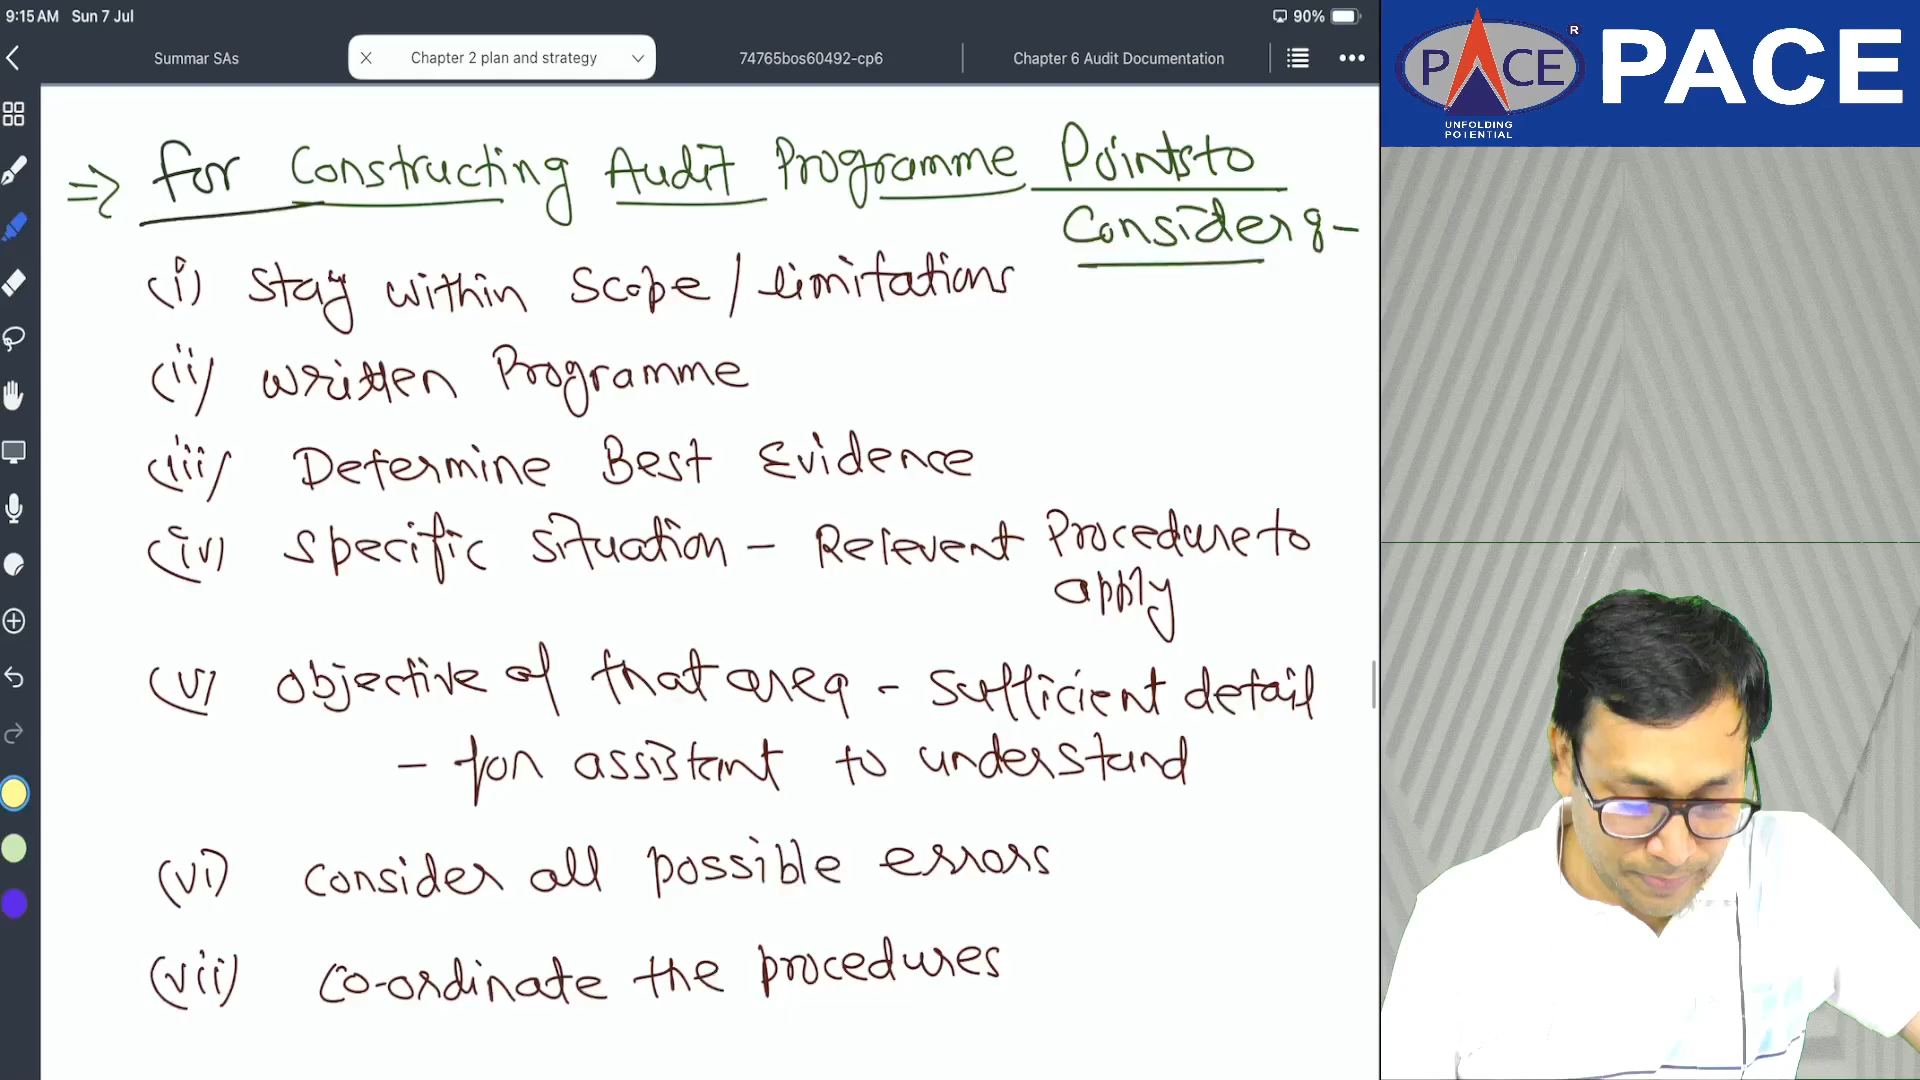 9:15 AM Sun 7 Jul
90%
Summar SAs
Chapter 2 plan and strategy
74765bos60492-cp6
Chapter 6 Audit Documentation
PACE
®
UNFOLDING
POTENTIAL
PACE
=> for Constructing Audit Programme Points to
Consider :-
(i) Stay within Scope / limitations
(ii) written Programme
(iii) Determine Best Evidence
(iv) specific situation - Relevent Procedure to
apply
(v) objective of that area - sufficient detail
- for assistant to understand
(vi) consider all possible errors
(vii) co-ordinate the procedures